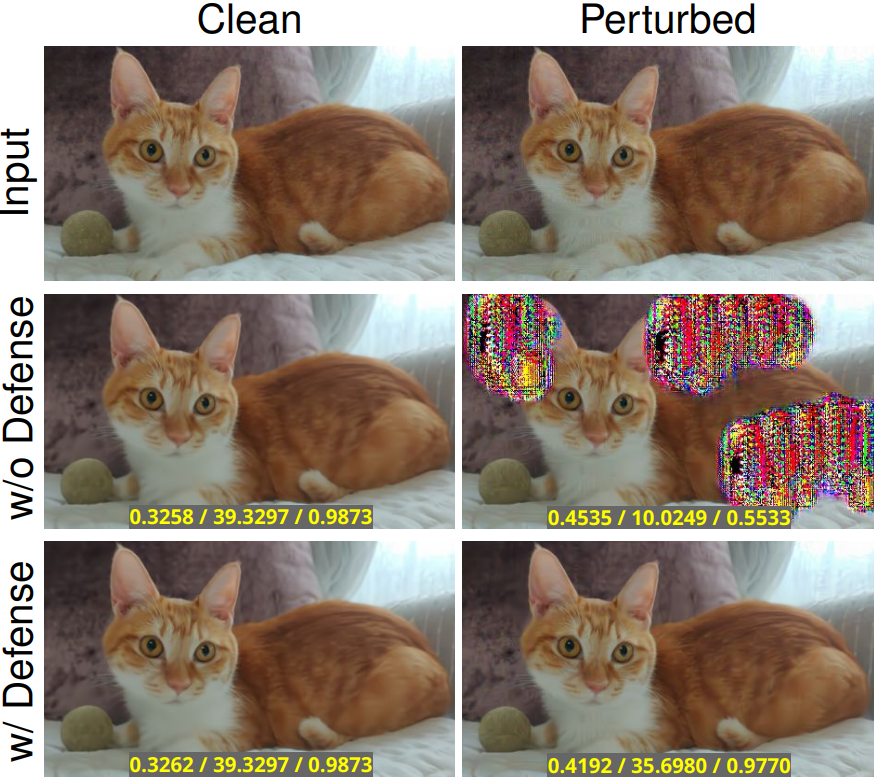 Clean
Perturbed
Input
w/o Defense
0.3258 / 39.3297 / 0.9873
0.4535 / 10.0249 / 0.5533
w/ Defense
0.3262 / 39.3297 / 0.9873
0.4192 / 35.6980 / 0.9770